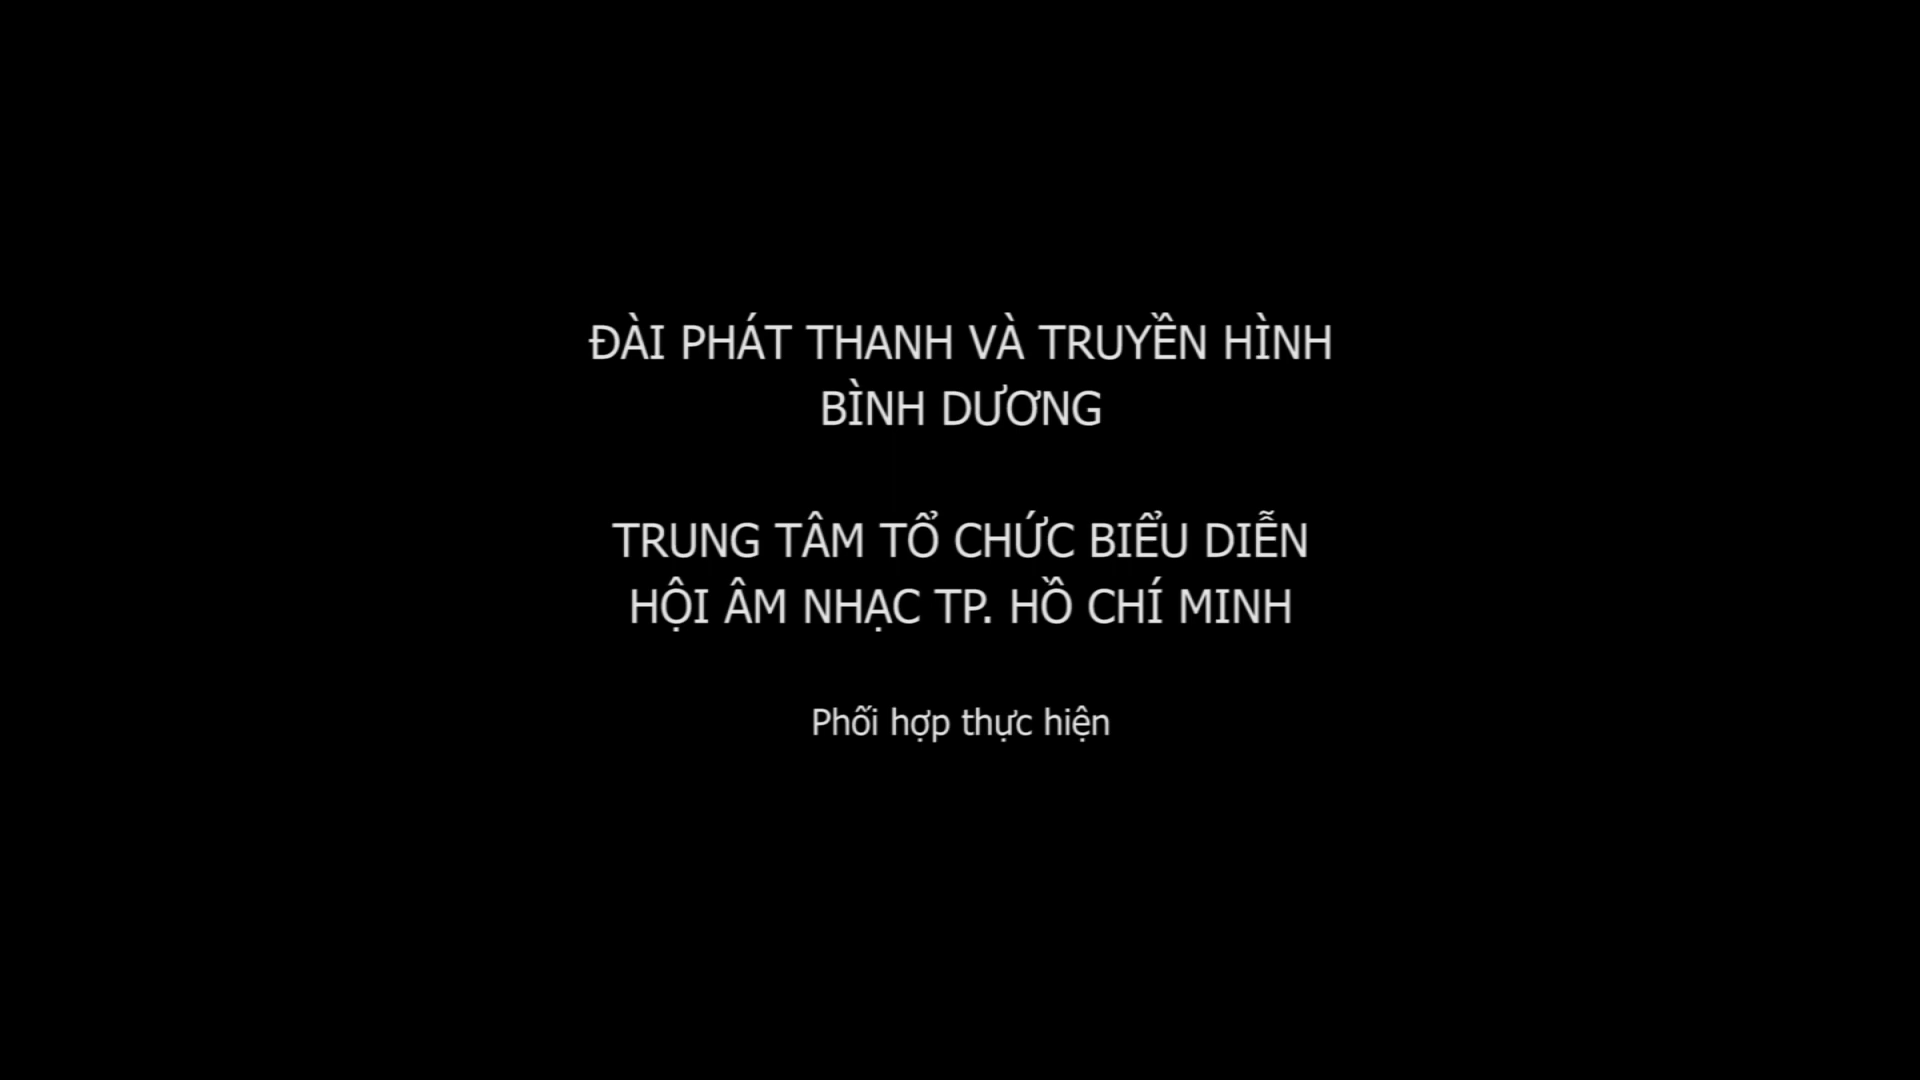 ĐÀI PHÁT THANH VÀ TRUYỀN HÌNH
BÌNH DƯƠNG
TRUNG TÂM TỔ CHỨC BIỂU DIỄN
HỘI ÂM NHẠC TP. HỒ CHÍ MINH
Phối hợp thực hiện